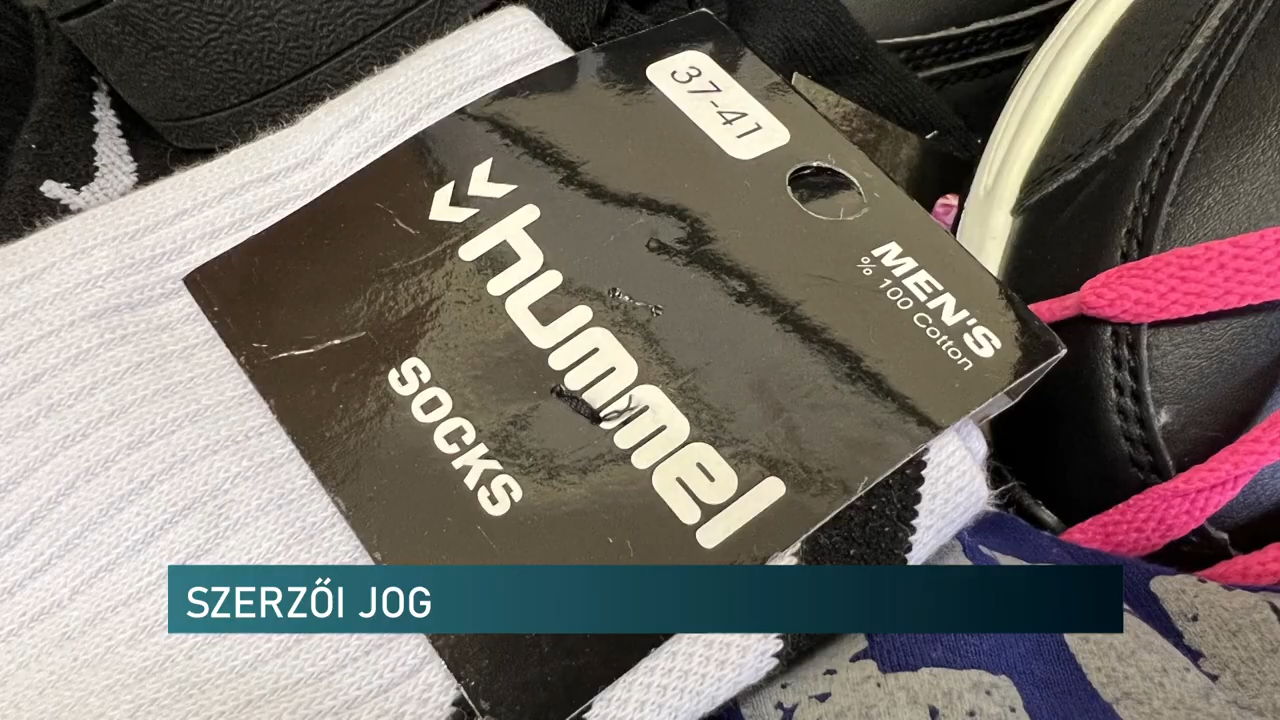 37-41
hummel
SOCKS
MEN'S
% 100 Cotton
SZERZŐI JOG